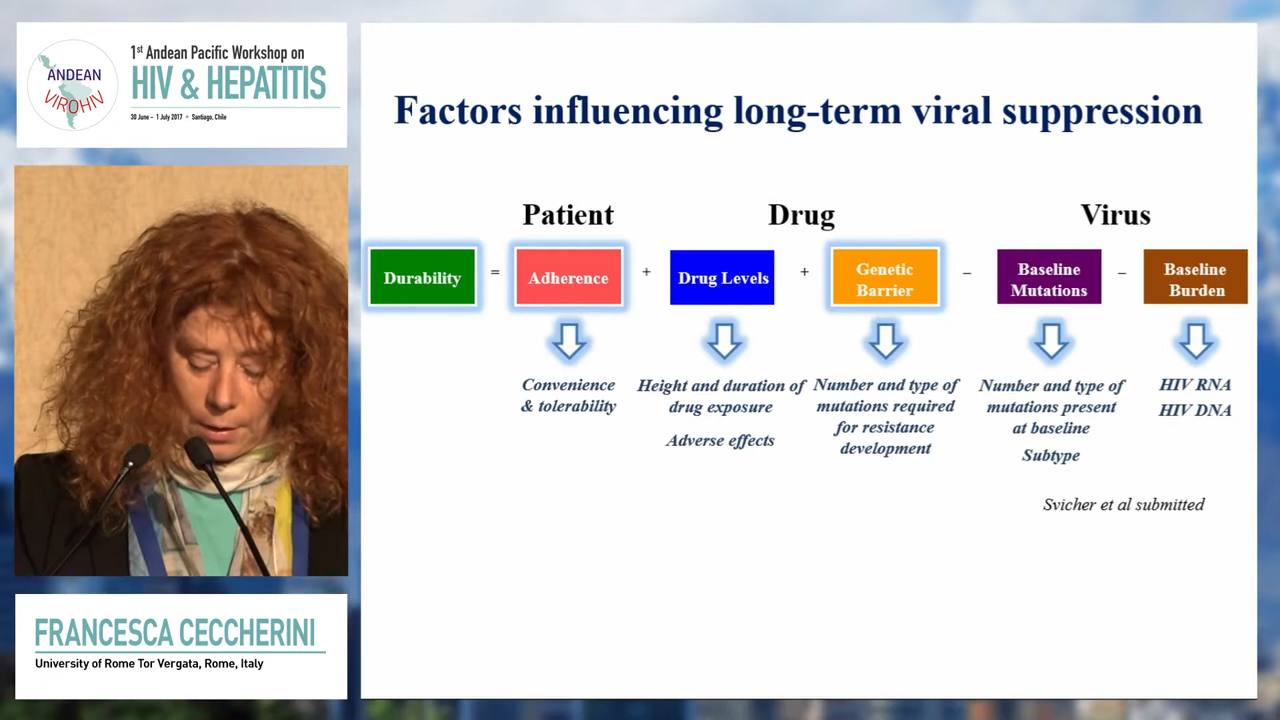 1st Andean Pacific Workshop on
HIV & HEPATITIS
30 June – 1 July 2017 • Santiago, Chile
ANDEAN
VIROHIV
FRANCESCA CECCHERINI
University of Rome Tor Vergata, Rome, Italy
Factors influencing long-term viral suppression
Patient Drug Virus
Durability = Adherence + Drug Levels + Genetic Barrier – Baseline Mutations – Baseline Burden
Convenience
& tolerability
Height and duration of
drug exposure
Adverse effects
Number and type of
mutations required
for resistance
development
Number and type of
mutations present
at baseline
Subtype
HIV RNA
HIV DNA
Svicher et al submitted